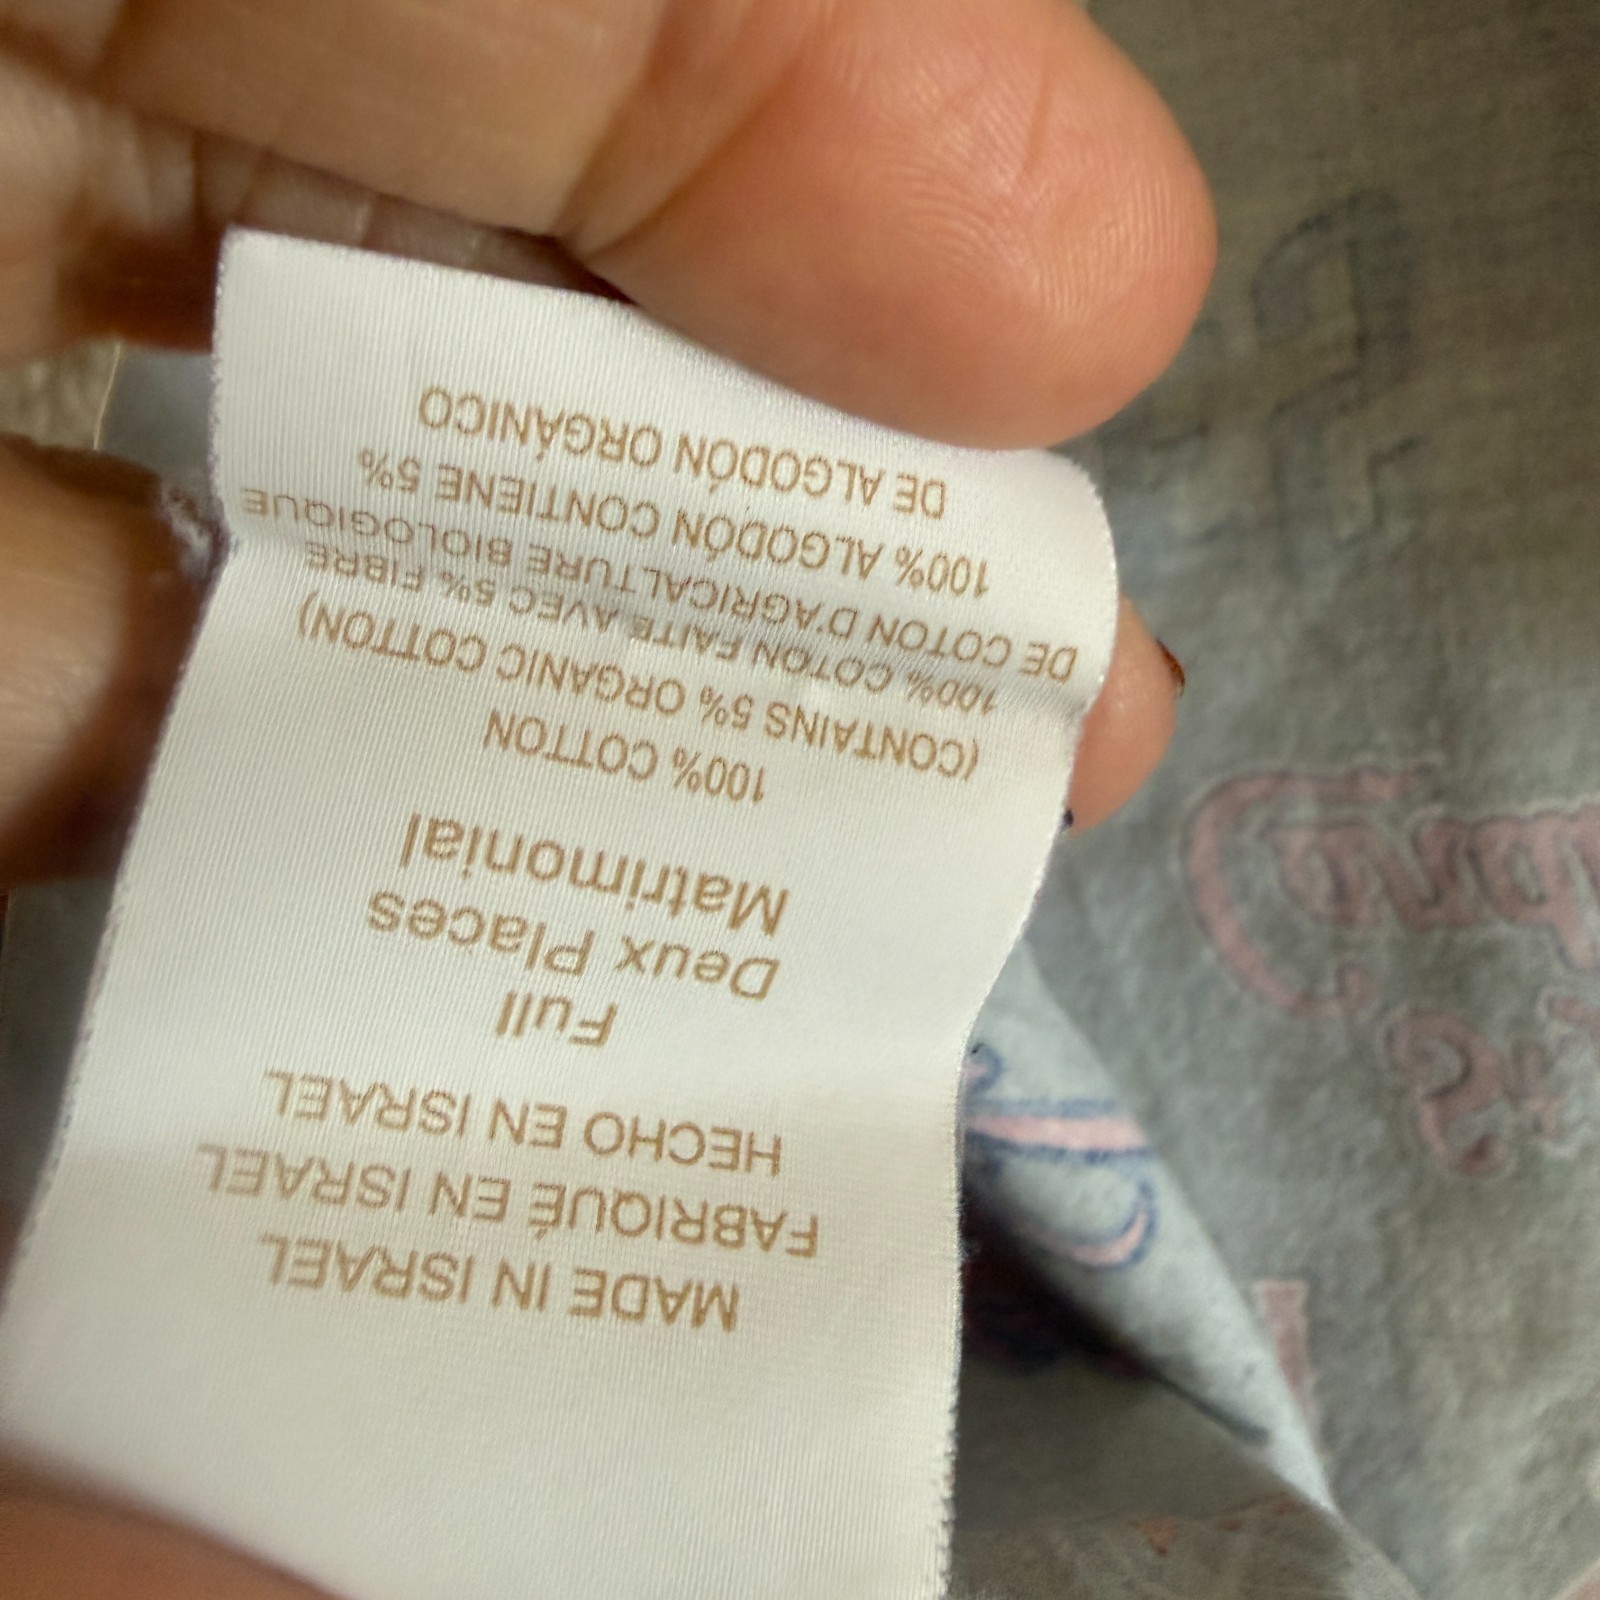 MADE IN ISRAEL
FABRIQUÉ EN ISRAEL
HECHO EN ISRAEL
Full
Deux Places
Matrimonial
100% COTTON
(CONTAINS 5% ORGANIC COTTON)
100% COTON FAITE AVEC 5% FIBRE
DE COTON D'AGRICALTURE BIOLOGIQUE
100% ALGODÓN CONTIENE 5%
DE ALGODÓN ORGÁNICO